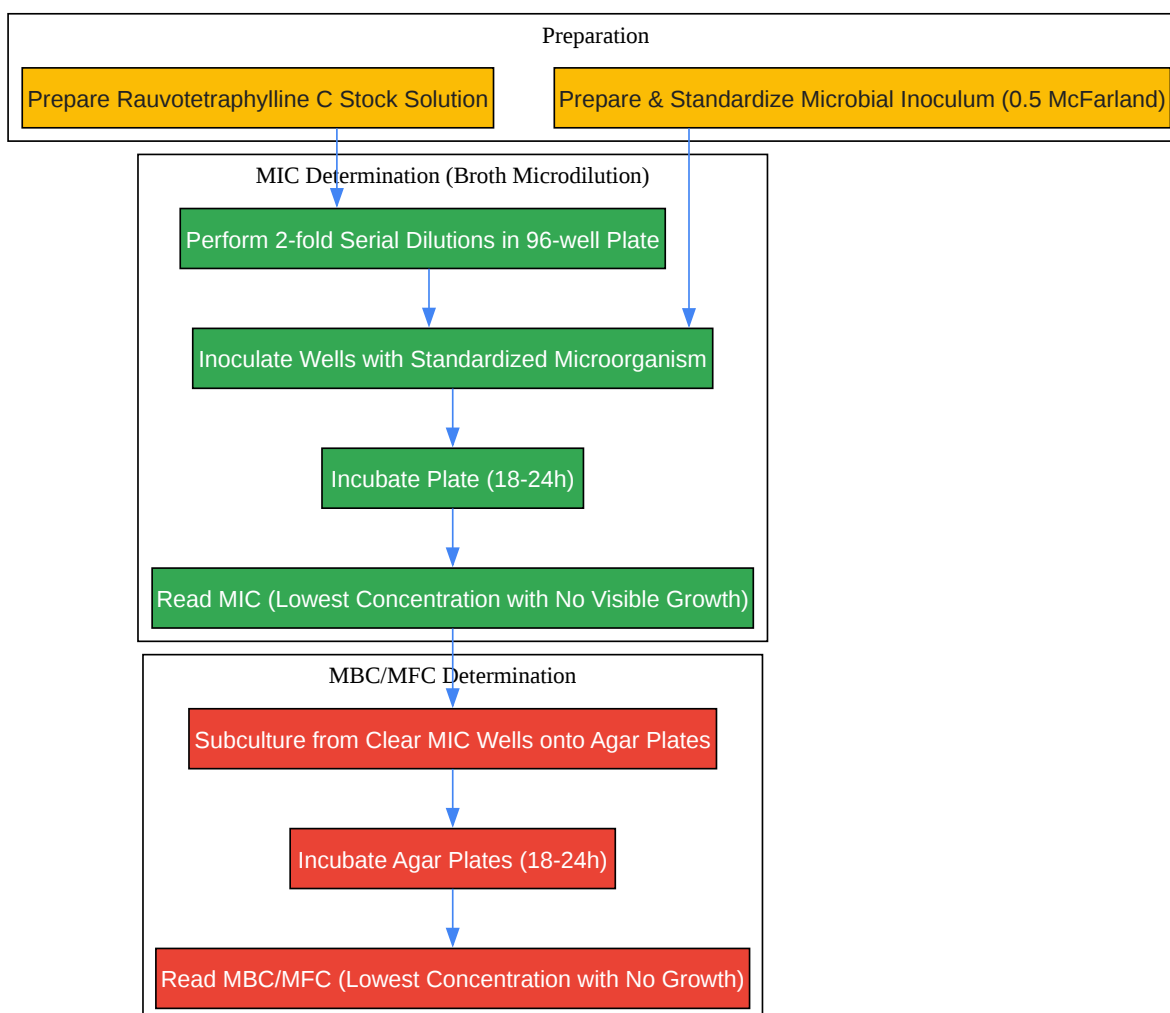 Preparation
Prepare Rauvotetraphylline C Stock Solution
Prepare & Standardize Microbial Inoculum (0.5 McFarland)
MIC Determination (Broth Microdilution)
Perform 2-fold Serial Dilutions in 96-well Plate
Inoculate Wells with Standardized Microorganism
Incubate Plate (18-24h)
Read MIC (Lowest Concentration with No Visible Growth)
MBC/MFC Determination
Subculture from Clear MIC Wells onto Agar Plates
Incubate Agar Plates (18-24h)
Read MBC/MFC (Lowest Concentration with No Growth)